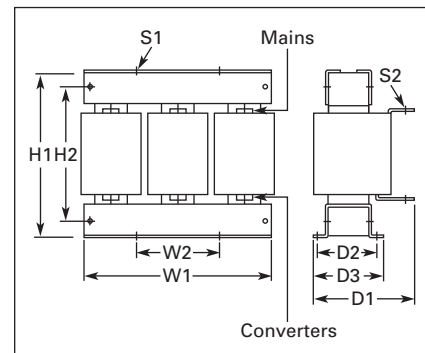 S1
Mains
S2
H1
H2
W2
W1
D2
D3
D1
Converters